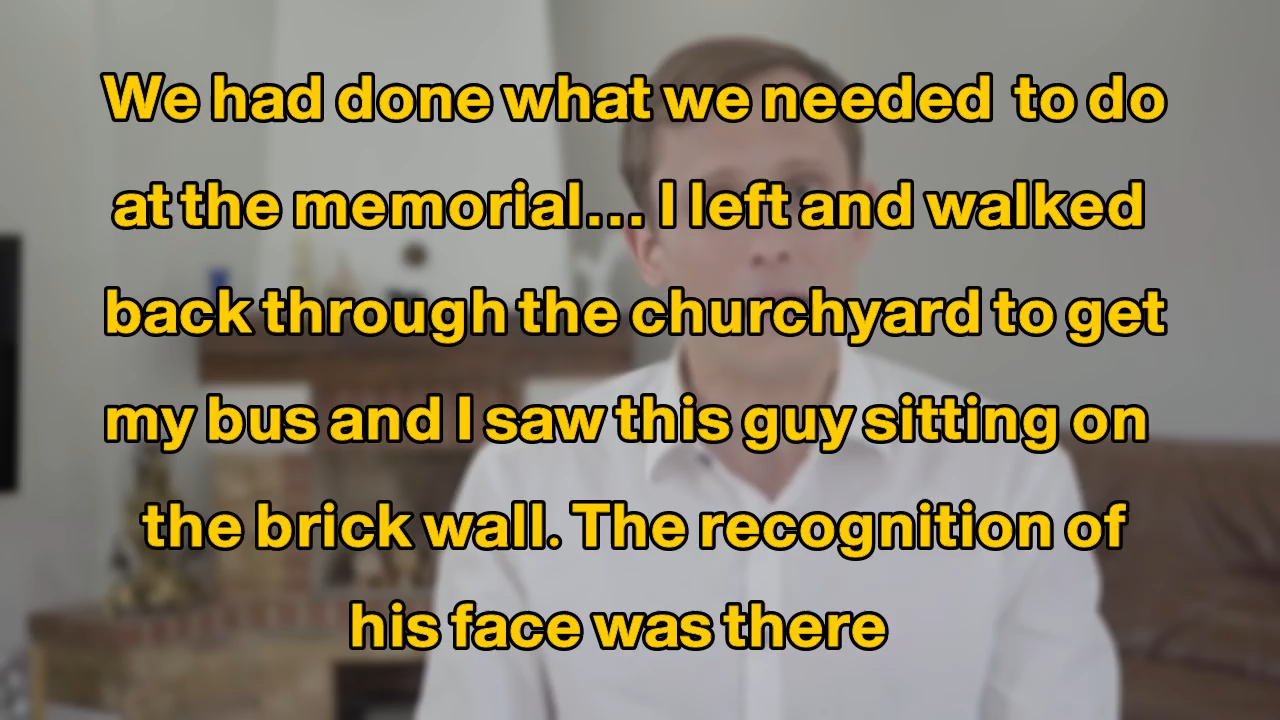 We had done what we needed to do
at the memorial... I left and walked
back through the churchyard to get
my bus and I saw this guy sitting on
the brick wall. The recognition of
his face was there